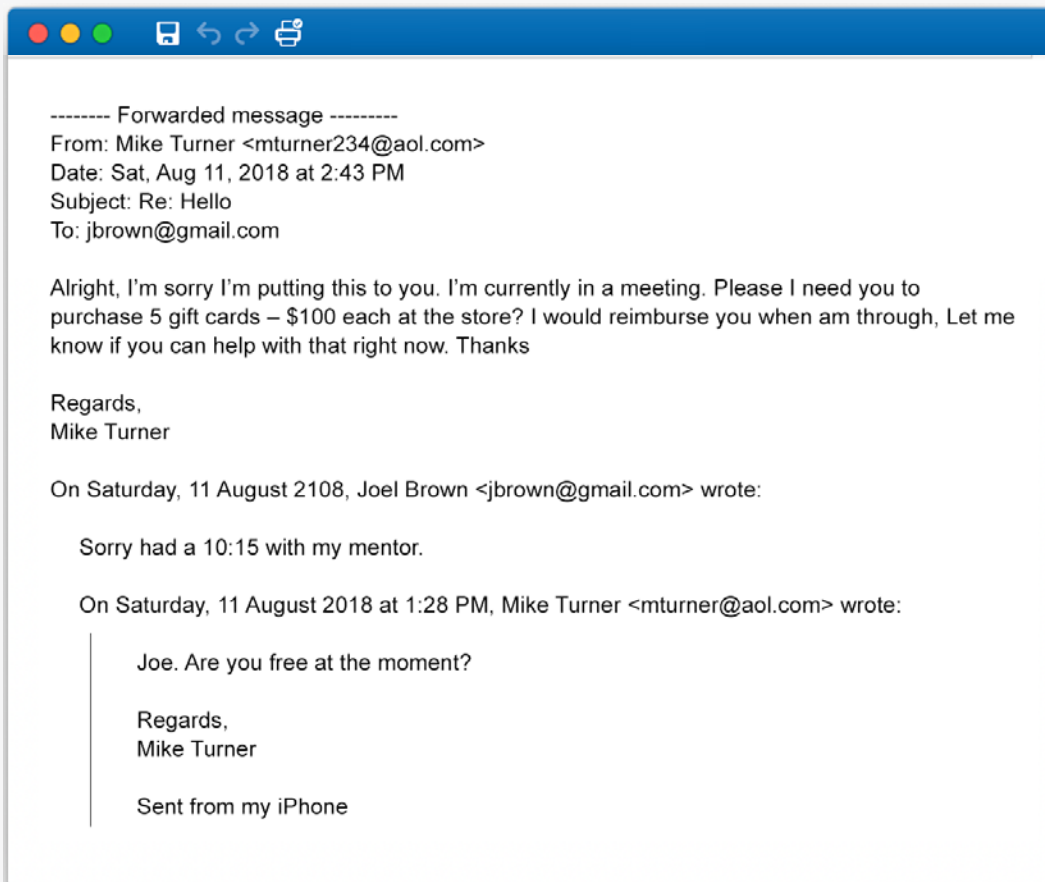 -------- Forwarded message ---------
From: Mike Turner <mturner234@aol.com>
Date: Sat, Aug 11, 2018 at 2:43 PM
Subject: Re: Hello
To: jbrown@gmail.com
Alright, I’m sorry I’m putting this to you. I’m currently in a meeting. Please I need you to
purchase 5 gift cards – $100 each at the store? I would reimburse you when am through, Let me
know if you can help with that right now. Thanks
Regards,
Mike Turner
On Saturday, 11 August 2108, Joel Brown <jbrown@gmail.com> wrote:
Sorry had a 10:15 with my mentor.
On Saturday, 11 August 2018 at 1:28 PM, Mike Turner <mturner@aol.com> wrote:
Joe. Are you free at the moment?
Regards,
Mike Turner
Sent from my iPhone